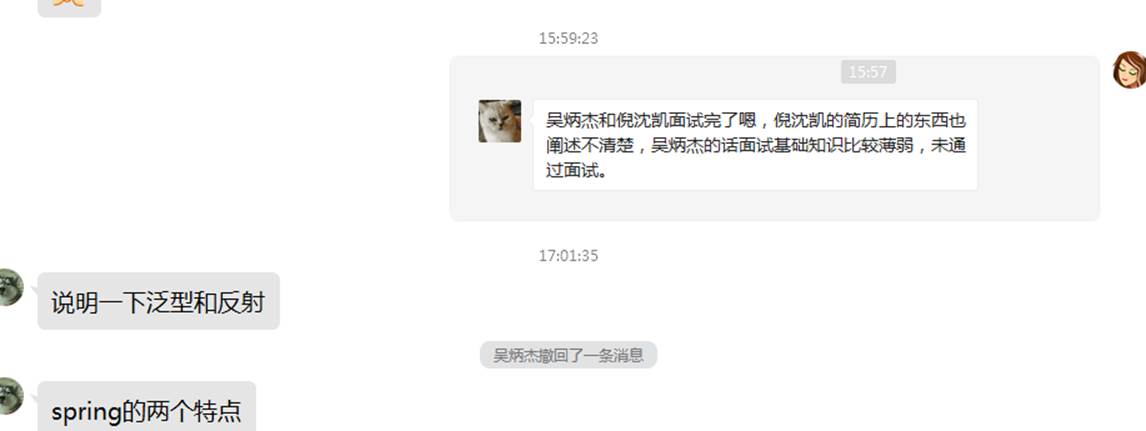 15:59:23
15:57
吴炳杰和倪沈凯面试完了嗯，倪沈凯的简历上的东西也
阐述不清楚，吴炳杰的话面试基础知识比较薄弱，未通
过面试。
17:01:35
说明一下泛型和反射
吴炳杰撤回了一条消息
spring的两个特点